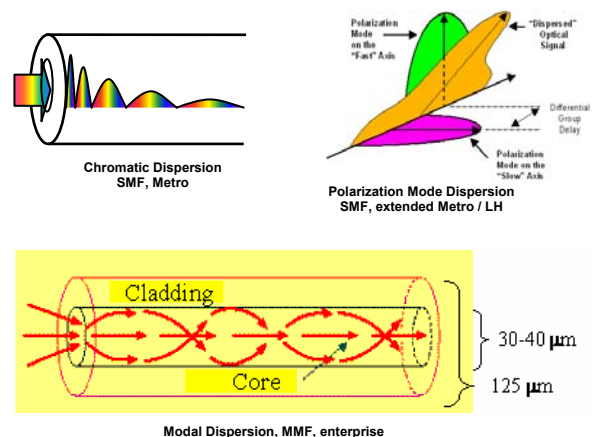 Chromatic Dispersion
SMF, Metro
Polarization
Mode
on the
"Fast" Axis
"Dispersed"
Optical
Signal
Differential
Group
Delay
Polarization
Mode on the
"Slow" Axis
Polarization Mode Dispersion
SMF, extended Metro / LH
Cladding
Core
30-40 μm
125 μm
Modal Dispersion, MMF, enterprise